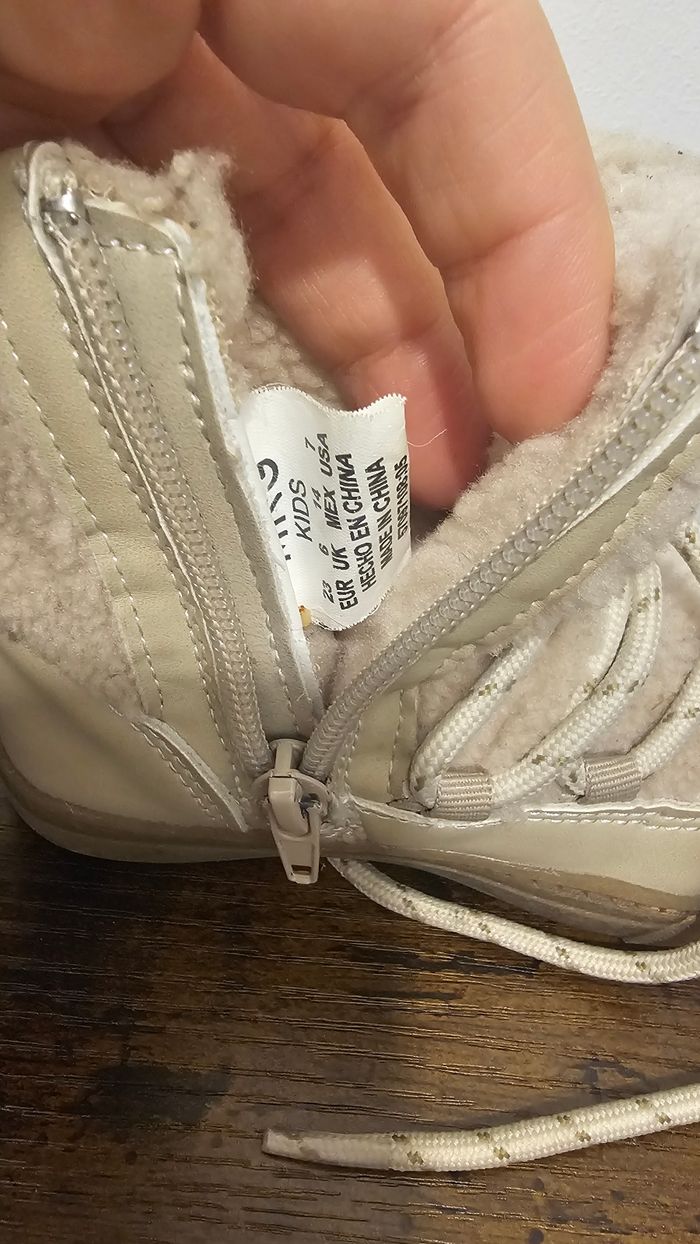 KIDS
23 6 14 7
EUR UK MEX USA
HECHO EN CHINA
MADE IN CHINA